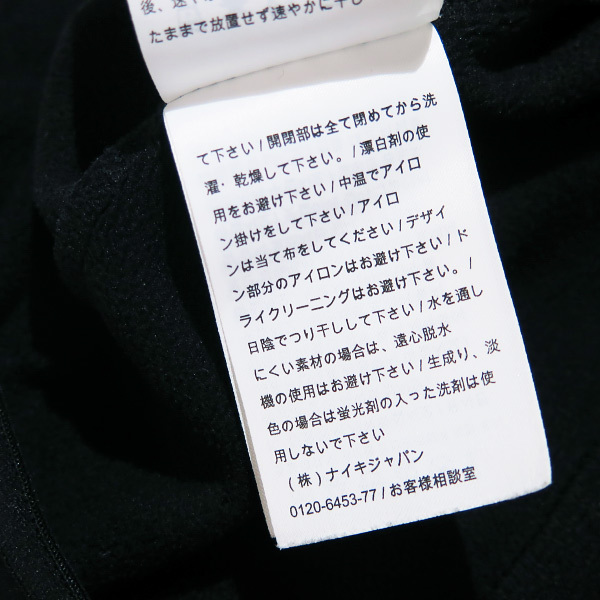 後、速や
たままで放置せず速やかに干し
て下さい / 開閉部は全て閉めてから洗
濯・乾燥して下さい。/ 漂白剤の使
用をお避け下さい / 中温でアイロ
ン掛けをして下さい / アイロ
ンは当て布をしてください / デザイ
ン部分のアイロンはお避け下さい / ド
ライクリーニングはお避け下さい。/
日陰でつり干しして下さい / 水を通し
にくい素材の場合は、遠心脱水
機の使用はお避け下さい / 生成り、淡
色の場合は蛍光剤の入った洗剤は使
用しないで下さい
(株) ナイキジャパン
0120-6453-77 / お客様相談室